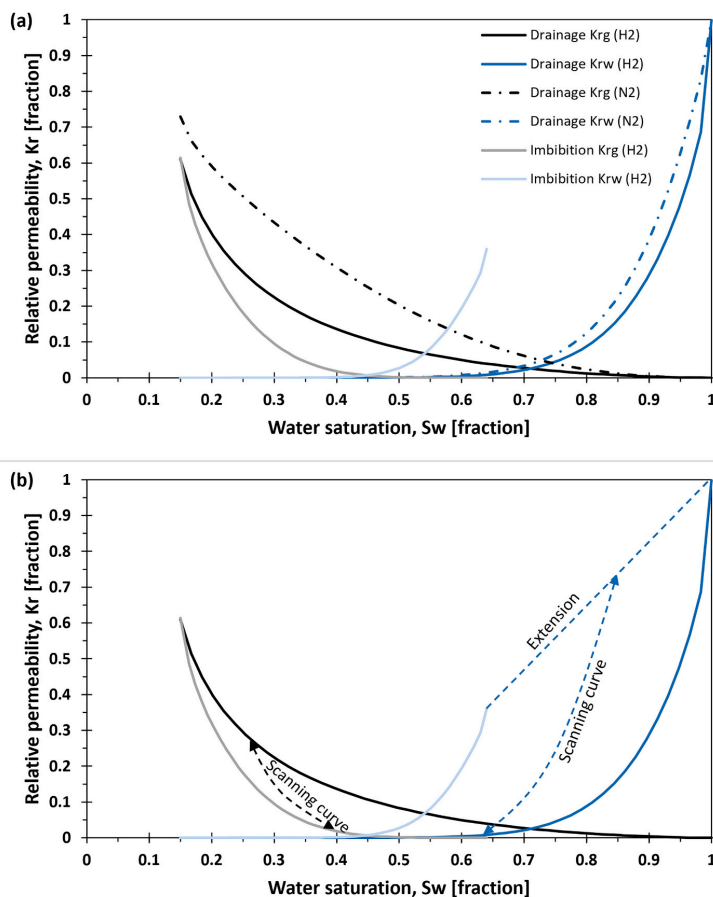 (a)
Drainage Krg (H2)
Drainage Krw (H2)
Drainage Krg (N2)
Drainage Krw (N2)
Imbibition Krg (H2)
Imbibition Krw (H2)
Relative permeability, Kr [fraction]
1
0.9
0.8
0.7
0.6
0.5
0.4
0.3
0.2
0.1
0
0 0.1 0.2 0.3 0.4 0.5 0.6 0.7 0.8 0.9 1
Water saturation, Sw [fraction]
(b)
Relative permeability, Kr [fraction]
1
0.9
0.8
0.7
0.6
0.5
0.4
0.3
0.2
0.1
0
Extension
Scanning curve
Scanning curve
0 0.1 0.2 0.3 0.4 0.5 0.6 0.7 0.8 0.9 1
Water saturation, Sw [fraction]